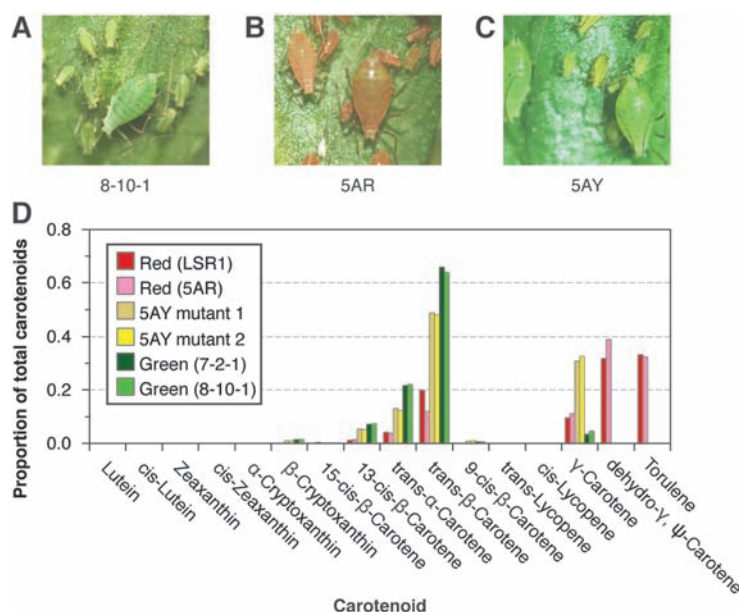 A
B
C
8-10-1
5AR
5AY
D
Proportion of total carotenoids
0.8
0.6
0.4
0.2
0.0
Red (LSR1)
Red (5AR)
5AY mutant 1
5AY mutant 2
Green (7-2-1)
Green (8-10-1)
Lutein
cis-Lutein
Zeaxanthin
cis-Zeaxanthin
α-Cryptoxanthin
β-Cryptoxanthin
15-cis-β-Carotene
13-cis-β-Carotene
trans-α-Carotene
trans-β-Carotene
9-cis-β-Carotene
trans-Lycopene
cis-Lycopene
γ-Carotene
dehydro-γ, ψ-Carotene
Torulene
Carotenoid